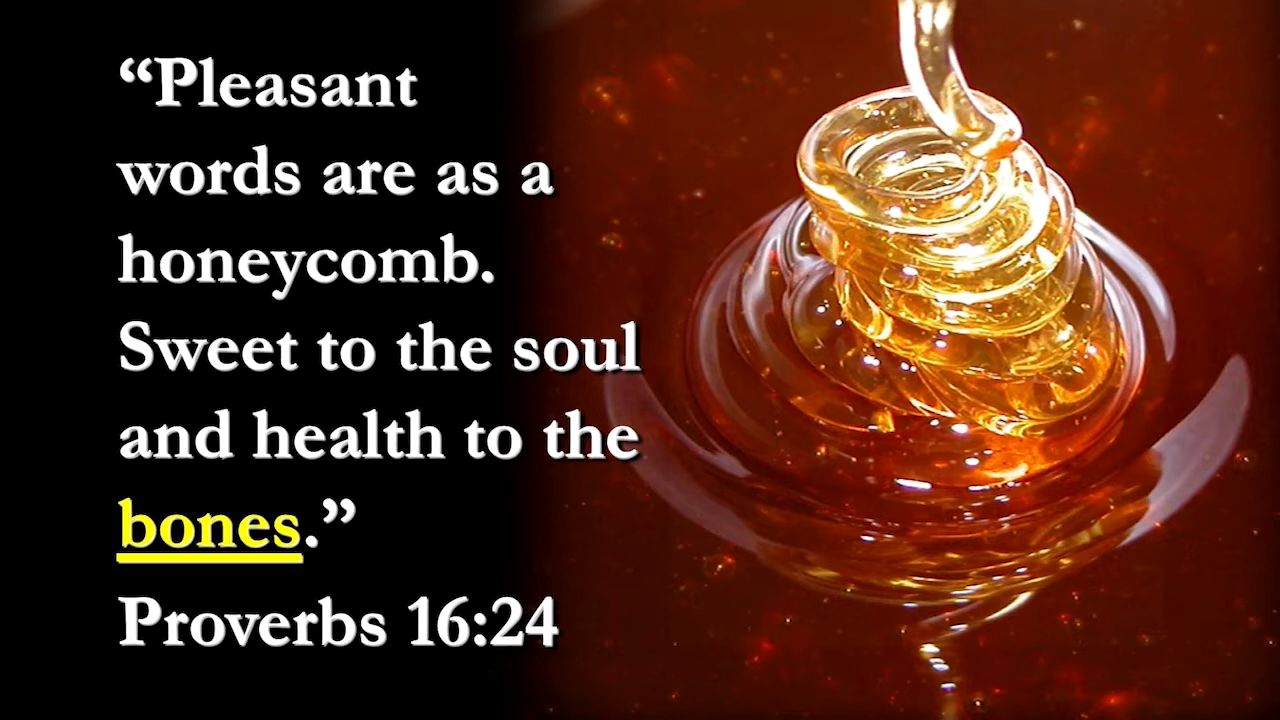 “Pleasant
words are as a
honeycomb.
Sweet to the soul
and health to the
bones.”
Proverbs 16:24